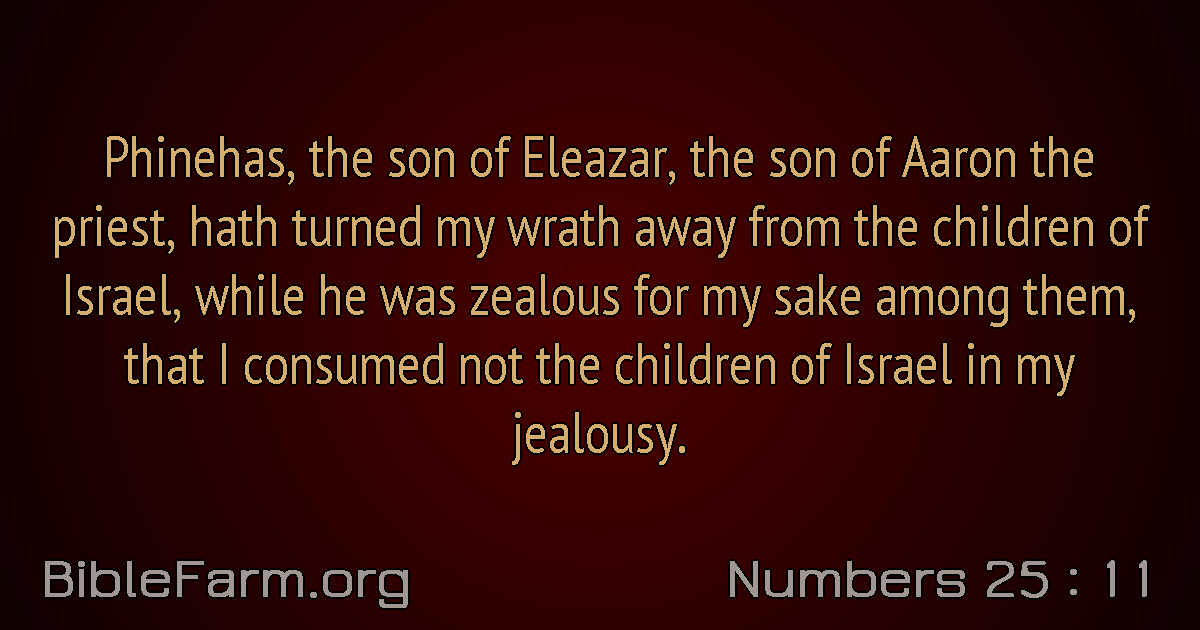 Phinehas, the son of Eleazar, the son of Aaron the
priest, hath turned my wrath away from the children of
Israel, while he was zealous for my sake among them,
that I consumed not the children of Israel in my
jealousy.
BibleFarm.org
Numbers 25 : 11